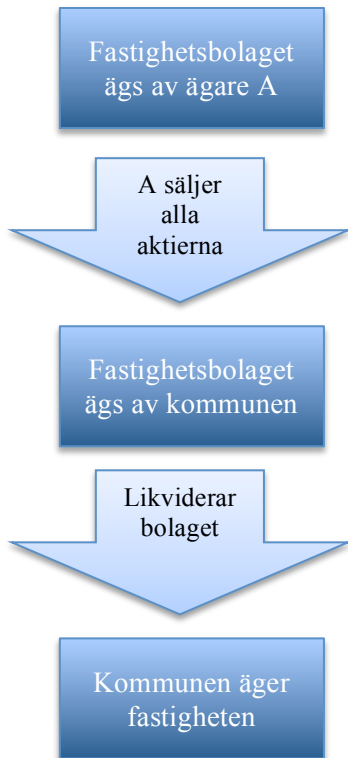 Fastighetsbolaget
ägs av ägare A
A säljer
alla
aktierna
Fastighetsbolaget
ägs av kommunen
Likviderar
bolaget
Kommunen äger
fastigheten